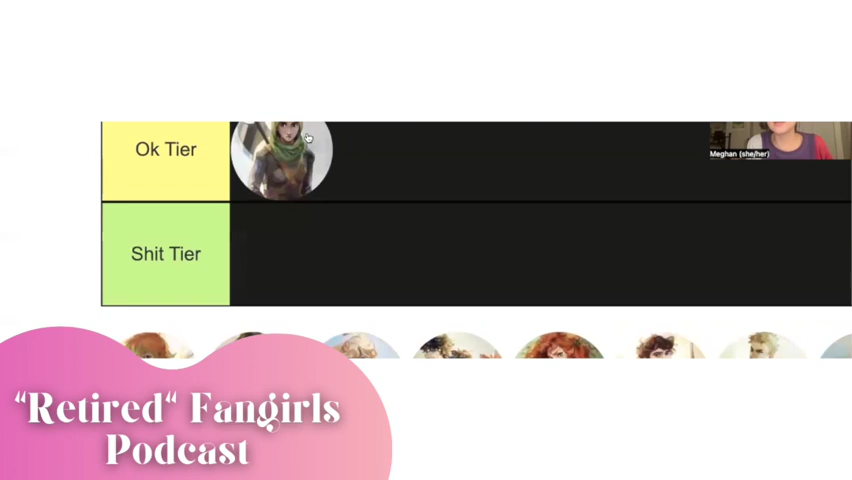 Ok Tier
Meghan (she/her)
Shit Tier
“Retired“ Fangirls
Podcast